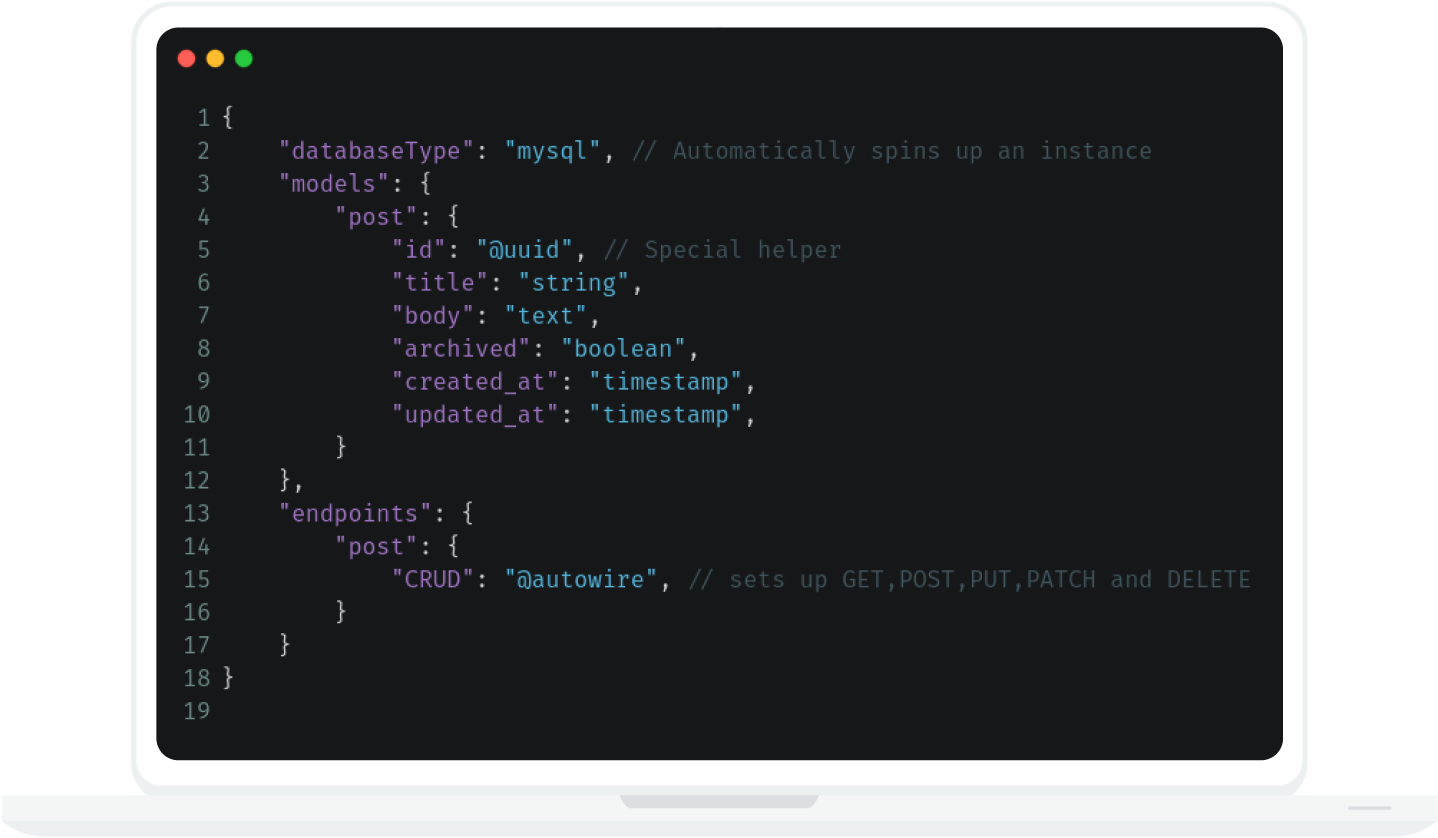 1 {
2     "databaseType": "mysql", // Automatically spins up an instance
3     "models": {
4         "post": {
5             "id": "@uuid", // Special helper
6             "title": "string",
7             "body": "text",
8             "archived": "boolean",
9             "created_at": "timestamp",
10             "updated_at": "timestamp",
11         }
12     },
13     "endpoints": {
14         "post": {
15             "CRUD": "@autowire", // sets up GET,POST,PUT,PATCH and DELETE
16         }
17     }
18 }
19